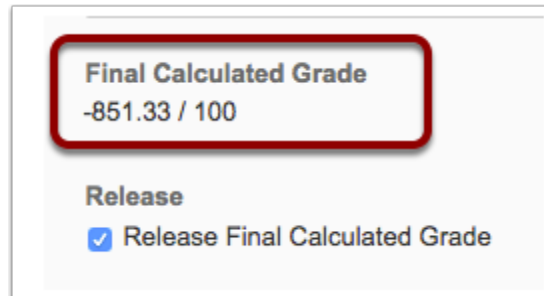 Final Calculated Grade
-851.33 / 100
Release
Release Final Calculated Grade